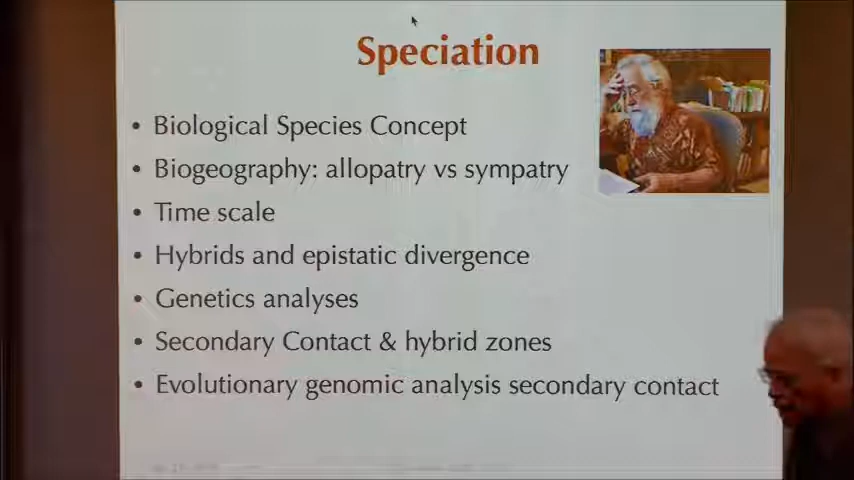 Speciation
• Biological Species Concept
• Biogeography: allopatry vs sympatry
• Time scale
• Hybrids and epistatic divergence
• Genetics analyses
• Secondary Contact & hybrid zones
• Evolutionary genomic analysis secondary contact